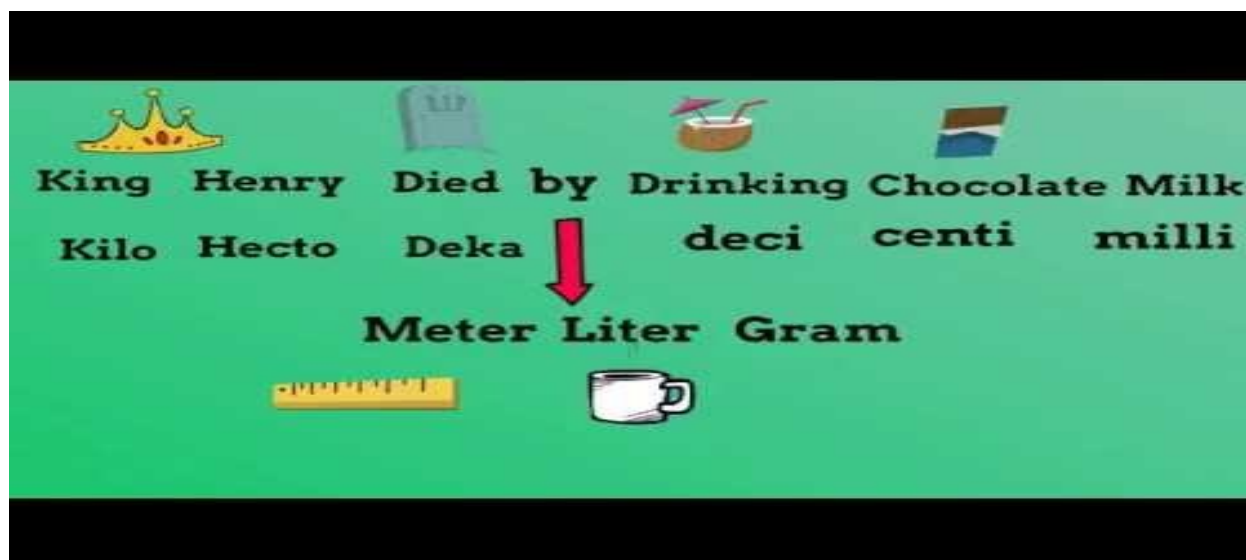 King Henry Died by Drinking Chocolate Milk
Kilo Hecto Deka deci centi milli
Meter Liter Gram